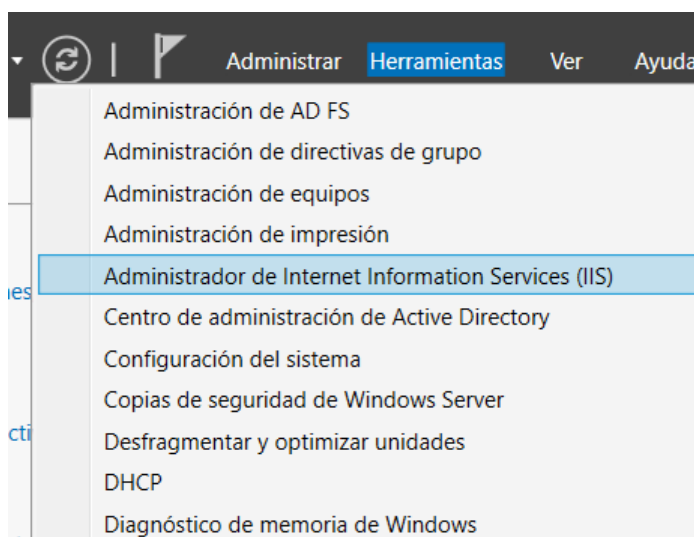 Administrar Herramientas Ver Ayuda
Administración de AD FS
Administración de directivas de grupo
Administración de equipos
Administración de impresión
Administrador de Internet Information Services (IIS)
Centro de administración de Active Directory
Configuración del sistema
Copias de seguridad de Windows Server
Desfragmentar y optimizar unidades
DHCP
Diagnóstico de memoria de Windows